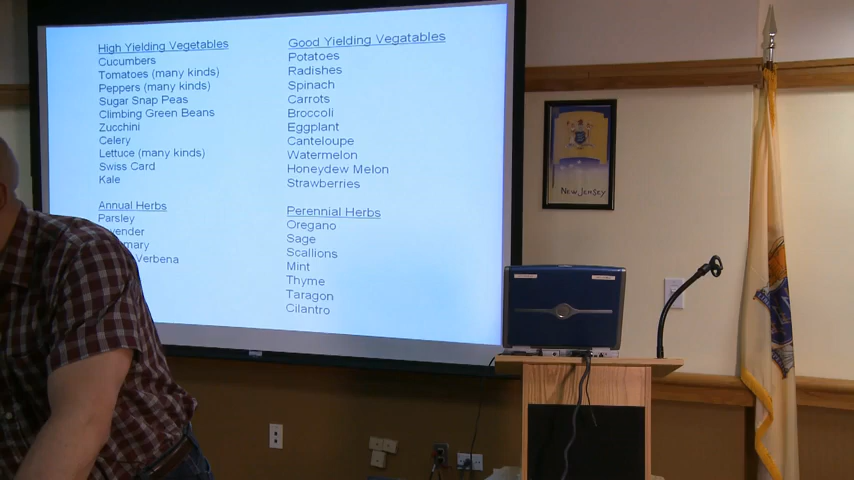 High Yielding Vegetables
Cucumbers
Tomatoes (many kinds)
Peppers (many kinds)
Sugar Snap Peas
Climbing Green Beans
Zucchini
Celery
Lettuce (many kinds)
Swiss Card
Kale
Annual Herbs
Parsley
vender
mary
Verbena
Good Yielding Vegatables
Potatoes
Radishes
Spinach
Carrots
Broccoli
Eggplant
Canteloupe
Watermelon
Honeydew Melon
Strawberries
Perennial Herbs
Oregano
Sage
Scallions
Mint
Thyme
Taragon
Cilantro
New Jersey